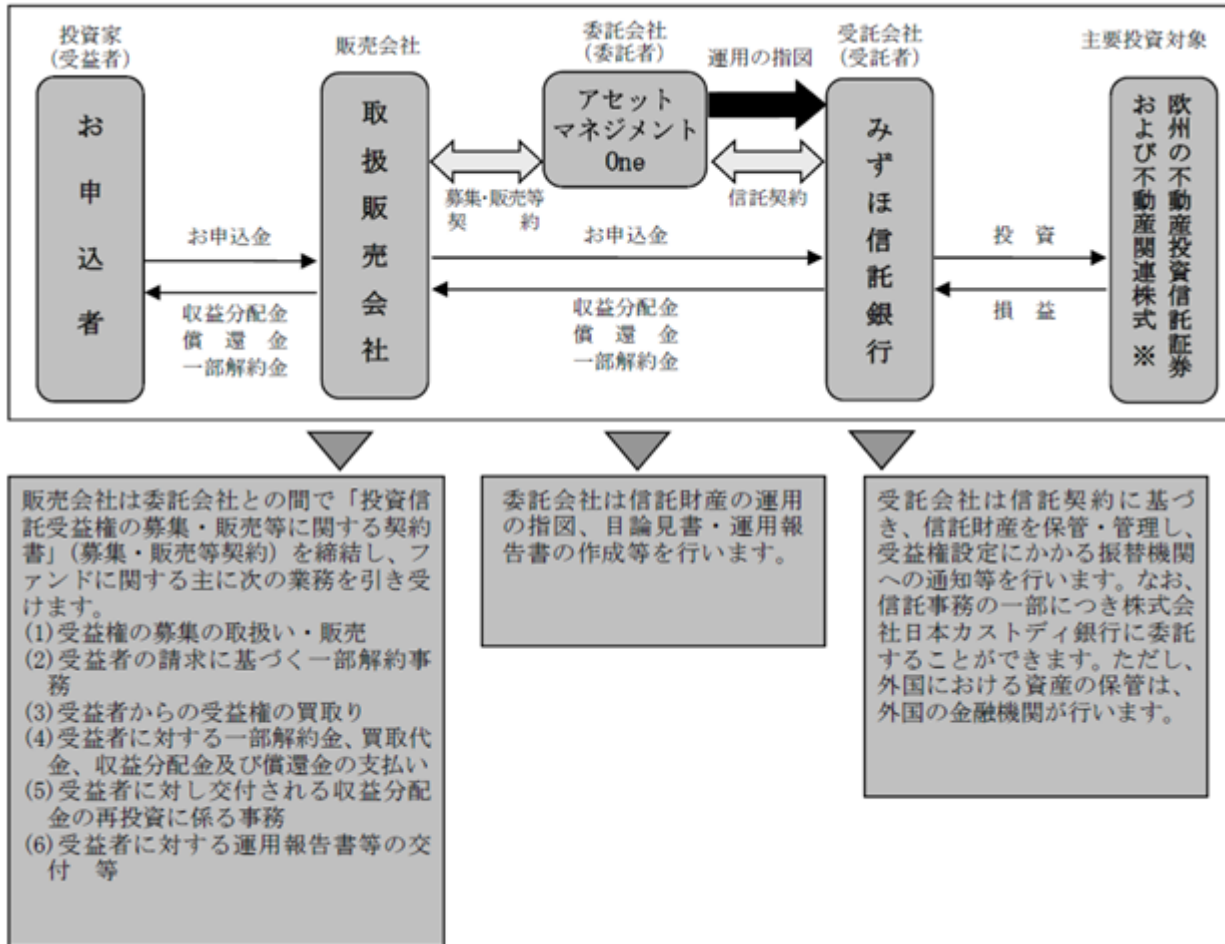 投資家
(受益者)
販売会社
委託会社
(委託者)
運用の指図
受託会社
(受託者)
主要投資対象
お申込者
取扱販売会社
アセット
マネジメント
One
みずほ信託銀行
欧州の不動産投資信託証券
および不動産関連株式※
募集・販売等
契　　約
信託契約
お申込金
収益分配金
償　還　金
一部解約金
お申込金
収益分配金
償　還　金
一部解約金
投　資
損　益
販売会社は委託会社との間で「投資信
託受益権の募集・販売等に関する契約
書」(募集・販売等契約)を締結し、フ
ァンドに関する主に次の業務を引き受
けます。
(1)受益権の募集の取扱い・販売
(2)受益者の請求に基づく一部解約事
務
(3)受益者からの受益権の買取り
(4)受益者に対する一部解約金、買取代
金、収益分配金及び償還金の支払い
(5)受益者に対し交付される収益分配
金の再投資に係る事務
(6)受益者に対する運用報告書等の交
付　等
委託会社は信託財産の運用
の指図、目論見書・運用報
告書の作成等を行います。
受託会社は信託契約に基づ
き、信託財産を保管・管理し、
受益権設定にかかる振替機関
への通知等を行います。なお、
信託事務の一部につき株式会
社日本カストディ銀行に委託
することができます。ただし、
外国における資産の保管は、
外国の金融機関が行います。